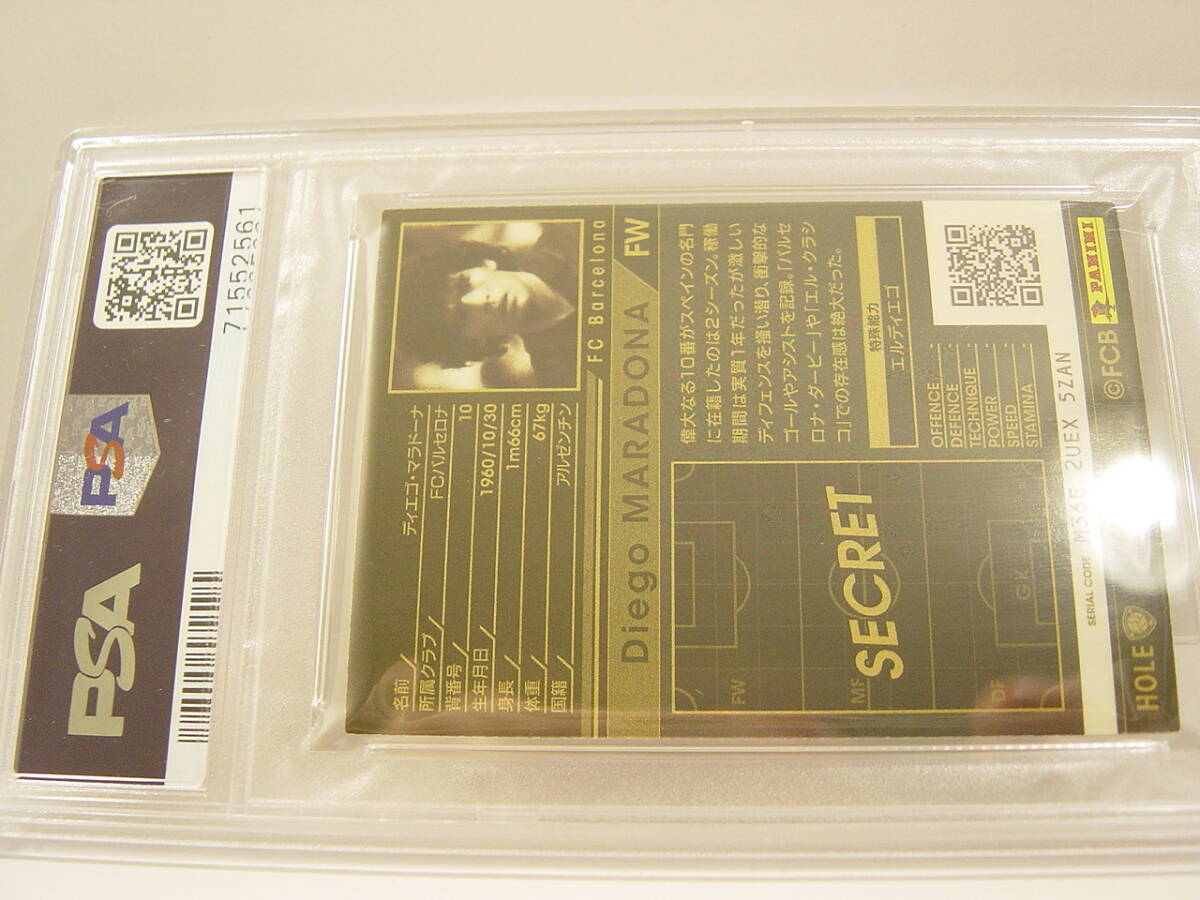 PSA
PSA
71552561
名前/ ディエゴ・マラドーナ
所属クラブ/ FCバルセロナ
背番号/ 10
生年月日/ 1960/10/30
身長/ 1m66cm
体重/ 67kg
国籍/ アルゼンチン
FC Barcelona
Diego MARADONA FW
偉大なる10番がスペインの名門
に在籍したのは2シーズン。稼働
期間は実質1年だったが激しい
ディフェンスを掻い潜り、衝撃的な
ゴールやアシストを記録。「バルセ
ロナ・ダービー」や「エル・クラシ
コ」での存在感は絶大だった。
特殊能力
エルディエゴ
FW
MF
DF
GK
SECRET
OFFENCE
DEFENCE
TECHNIQUE
POWER
SPEED
STAMINA
SERIAL CODE M36E 2UEX 5ZAN
HOLE
©FCB PANINI